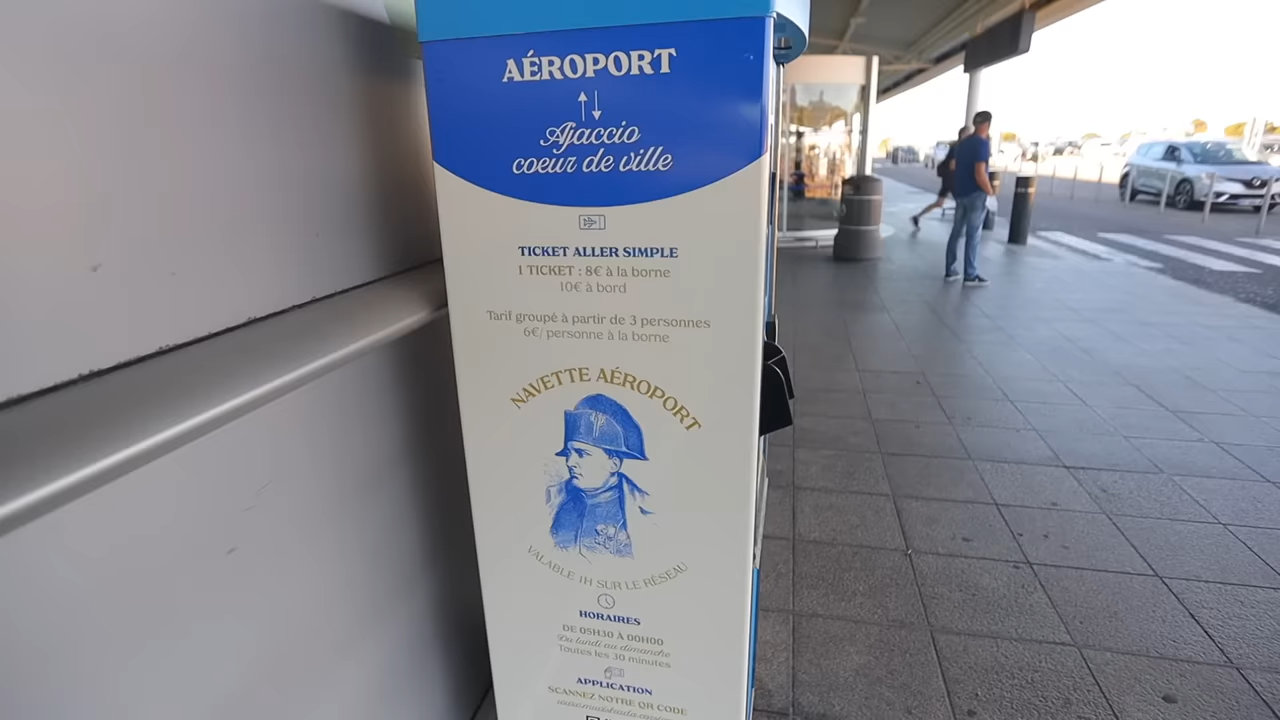 AÉROPORT
Ajaccio
coeur de ville
TICKET ALLER SIMPLE
1 TICKET : 8€ à la borne
10€ à bord
Tarif groupé à partir de 3 personnes
6€/ personne à la borne
NAVETTE AÉROPORT
VALABLE 1H SUR LE RÉSEAU
HORAIRES
DE 05H30 À 00H00
Du lundi au dimanche
Toutes les 30 minutes
APPLICATION
SCANNEZ NOTRE QR CODE